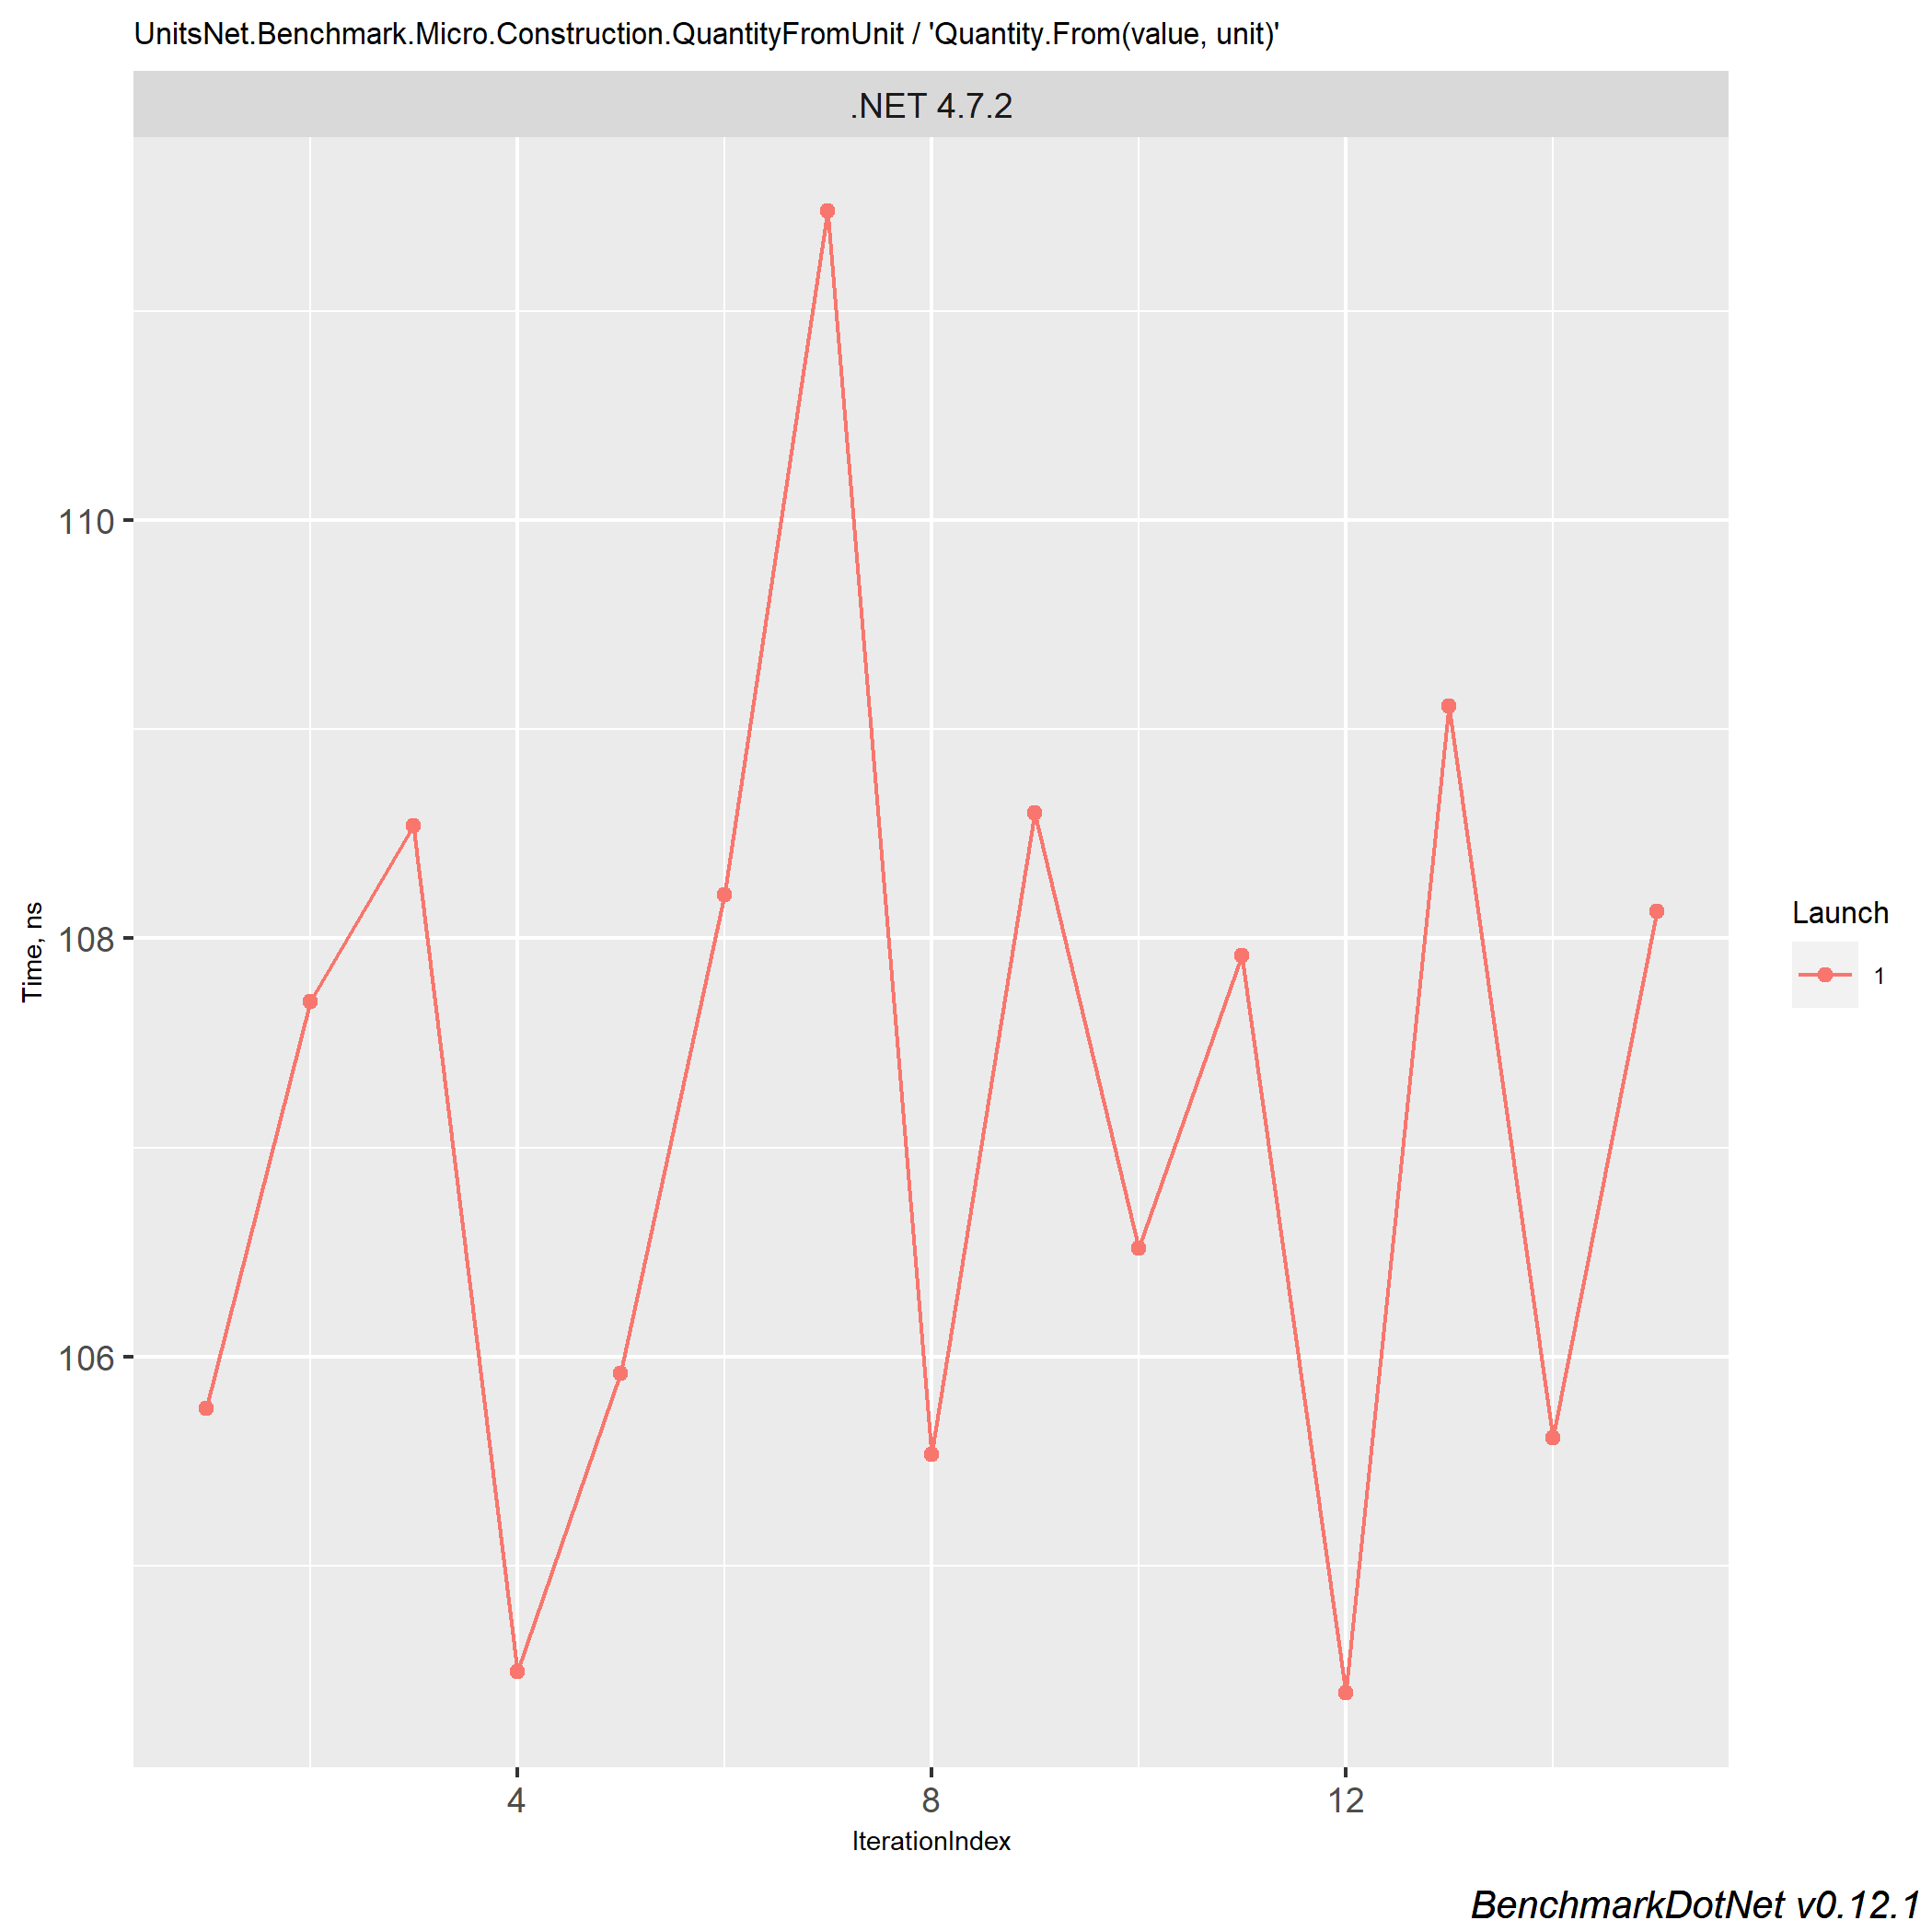 UnitsNet.Benchmark.Micro.Construction.QuantityFromUnit / 'Quantity.From(value, unit)'
.NET 4.7.2
110
108
106
Time, ns
4
8
12
IterationIndex
Launch
1
BenchmarkDotNet v0.12.1